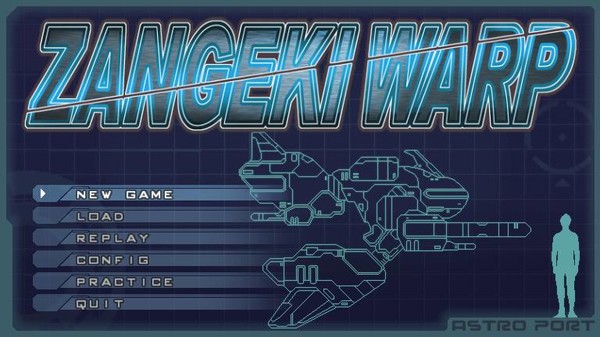 ZANGEKI WARP
NEW GAME
LOAD
REPLAY
CONFIG
PRACTICE
QUIT
ASTRO PORT